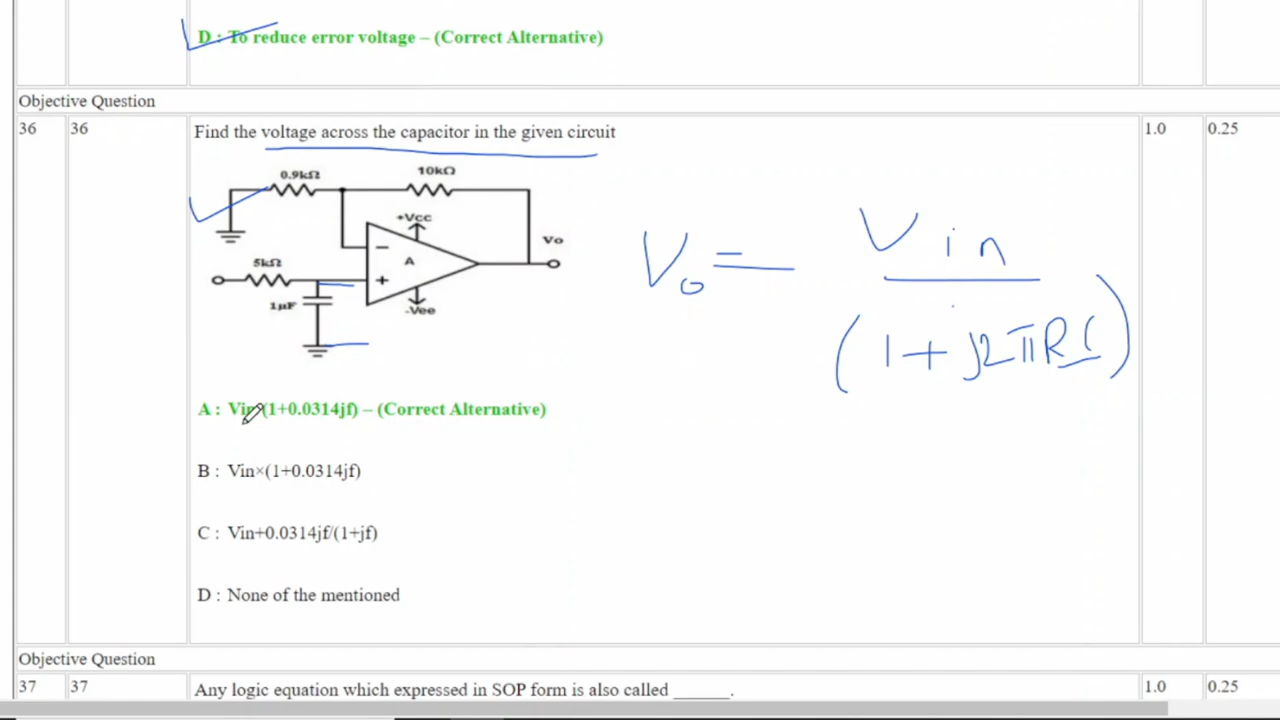 D : To reduce error voltage – (Correct Alternative)
Objective Question
36 36 Find the voltage across the capacitor in the given circuit 1.0 0.25
0.9kΩ 10kΩ
+Vcc
Vo
5kΩ
−
A
+
1μF
-Vee
Vo = Vin
(1 + j2πRC)
A : Vin/(1+0.0314jf) – (Correct Alternative)
B : Vin×(1+0.0314jf)
C : Vin+0.0314jf/(1+jf)
D : None of the mentioned
Objective Question
37 37 Any logic equation which expressed in SOP form is also called ______. 1.0 0.25